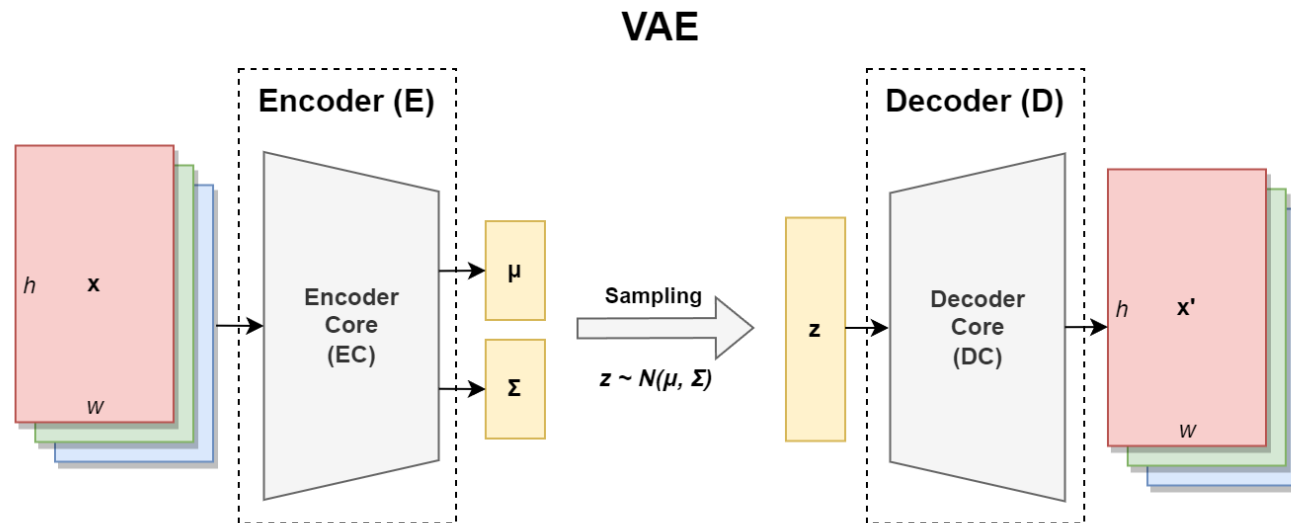 VAE
Encoder (E)
Decoder (D)
h
x
w
Encoder
Core
(EC)
μ
Σ
Sampling
z ~ N(μ, Σ)
z
Decoder
Core
(DC)
h
x'
w